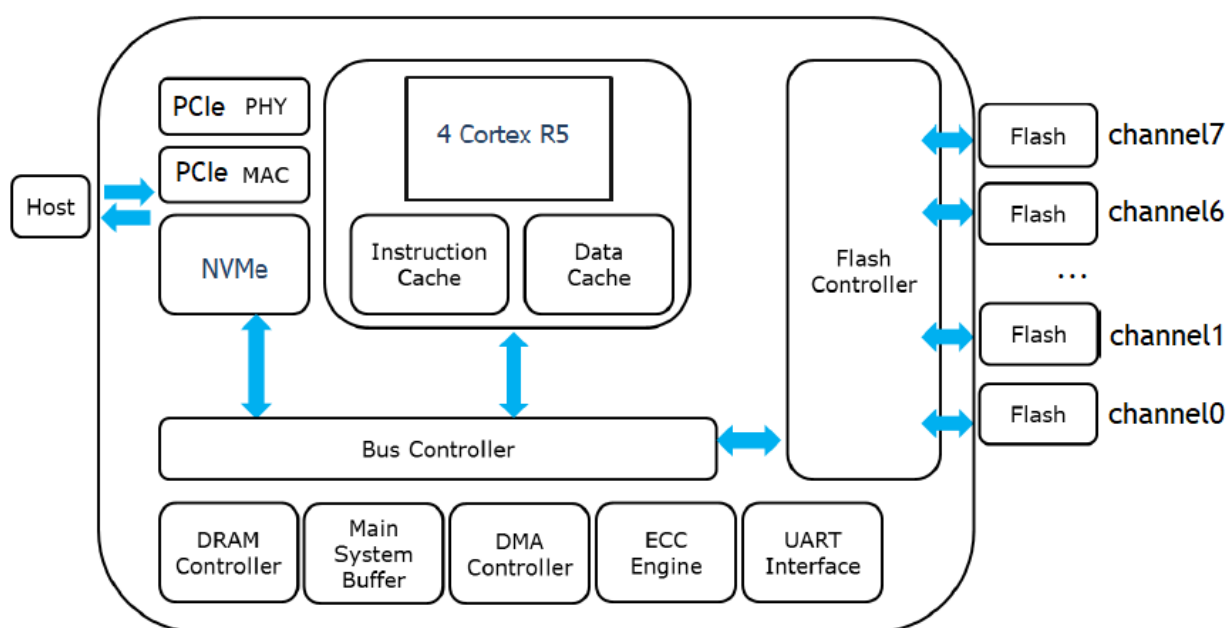 PCIe PHY
PCIe MAC
NVMe
Host
4 Cortex R5
Instruction
Cache
Data
Cache
Flash
Controller
Flash
channel7
Flash
channel6
...
Flash
channel1
Flash
channel0
Bus Controller
DRAM
Controller
Main
System
Buffer
DMA
Controller
ECC
Engine
UART
Interface